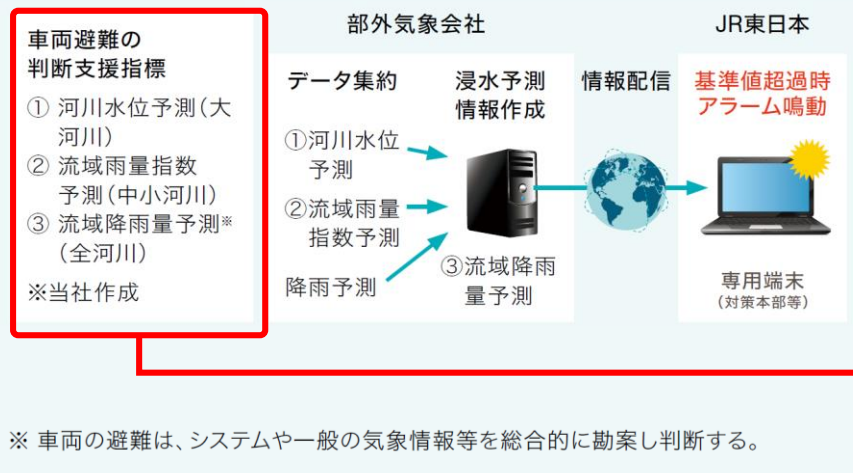 車両避難の
判断支援指標
① 河川水位予測(大
河川)
② 流域雨量指数
予測(中小河川)
③ 流域降雨量予測※
(全河川)
※当社作成
部外気象会社
データ集約
①河川水位
予測
②流域雨量
指数予測
降雨予測
浸水予測
情報作成
③流域降雨
量予測
情報配信
JR東日本
基準値超過時
アラーム鳴動
専用端末
(対策本部等)
※ 車両の避難は、システムや一般の気象情報等を総合的に勘案し判断する。